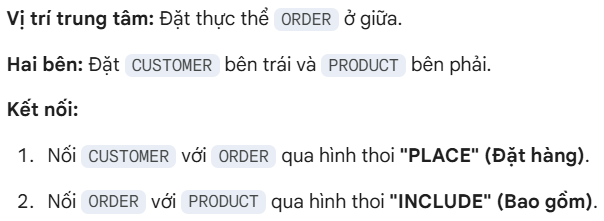 Vị trí trung tâm: Đặt thực thể ORDER ở giữa.
Hai bên: Đặt CUSTOMER bên trái và PRODUCT bên phải.
Kết nối:
1. Nối CUSTOMER với ORDER qua hình thoi "PLACE" (Đặt hàng).
2. Nối ORDER với PRODUCT qua hình thoi "INCLUDE" (Bao gồm).